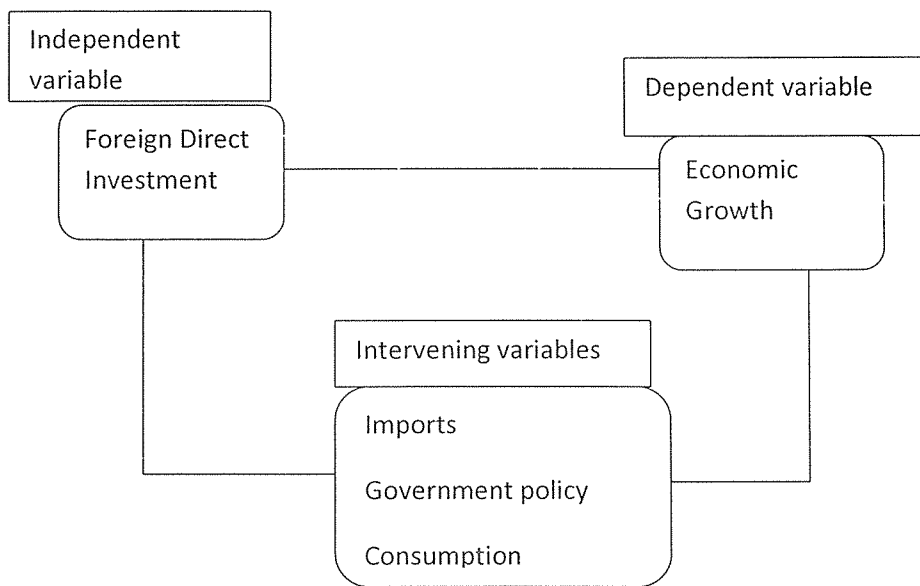 Independent
variable
Foreign Direct
Investment
Dependent variable
Economic
Growth
Intervening variables
Imports
Government policy
Consumption